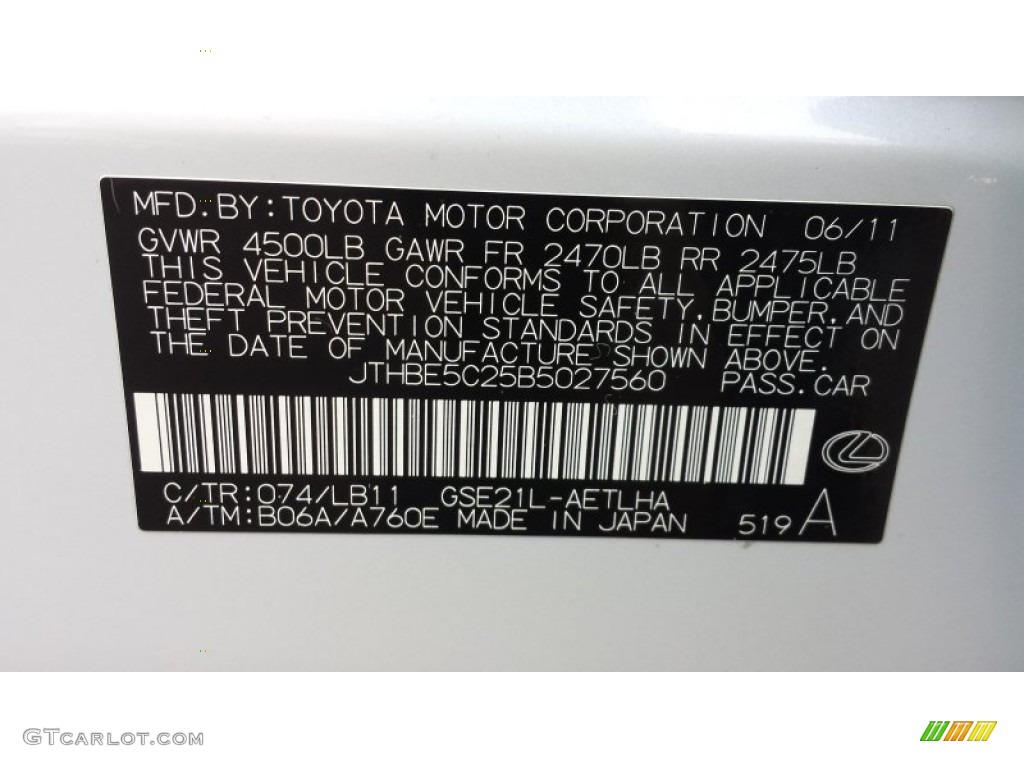 MFD.BY:TOYOTA MOTOR CORPORATION 06/11
GVWR 4500LB GAWR FR 2470LB RR 2475LB
THIS VEHICLE CONFORMS TO ALL APPLICABLE
FEDERAL MOTOR VEHICLE SAFETY,BUMPER,AND
THEFT PREVENTION STANDARDS IN EFFECT ON
THE DATE OF MANUFACTURE SHOWN ABOVE.
JTHBE5C25B5027560 PASS.CAR
C/TR:074/LB11 GSE21L-AETLHA
A/TM:B06A/A760E MADE IN JAPAN 519 A
GTCARLOT.COM